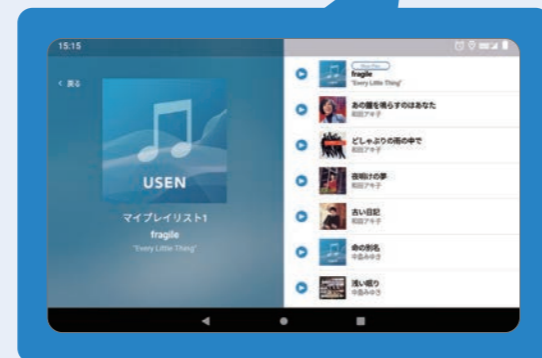 15:15
< 戻る
USEN
マイプレイリスト1
fragile
"Every Little Thing"
Now Play...
fragile
"Every Little Thing"
あの鐘を鳴らすのはあなた
和田アキ子
どしゃぶりの雨の中で
和田アキ子
夜明けの夢
和田アキ子
古い日記
和田アキ子
命の別名
中島みゆき
浅い眠り
中島みゆき